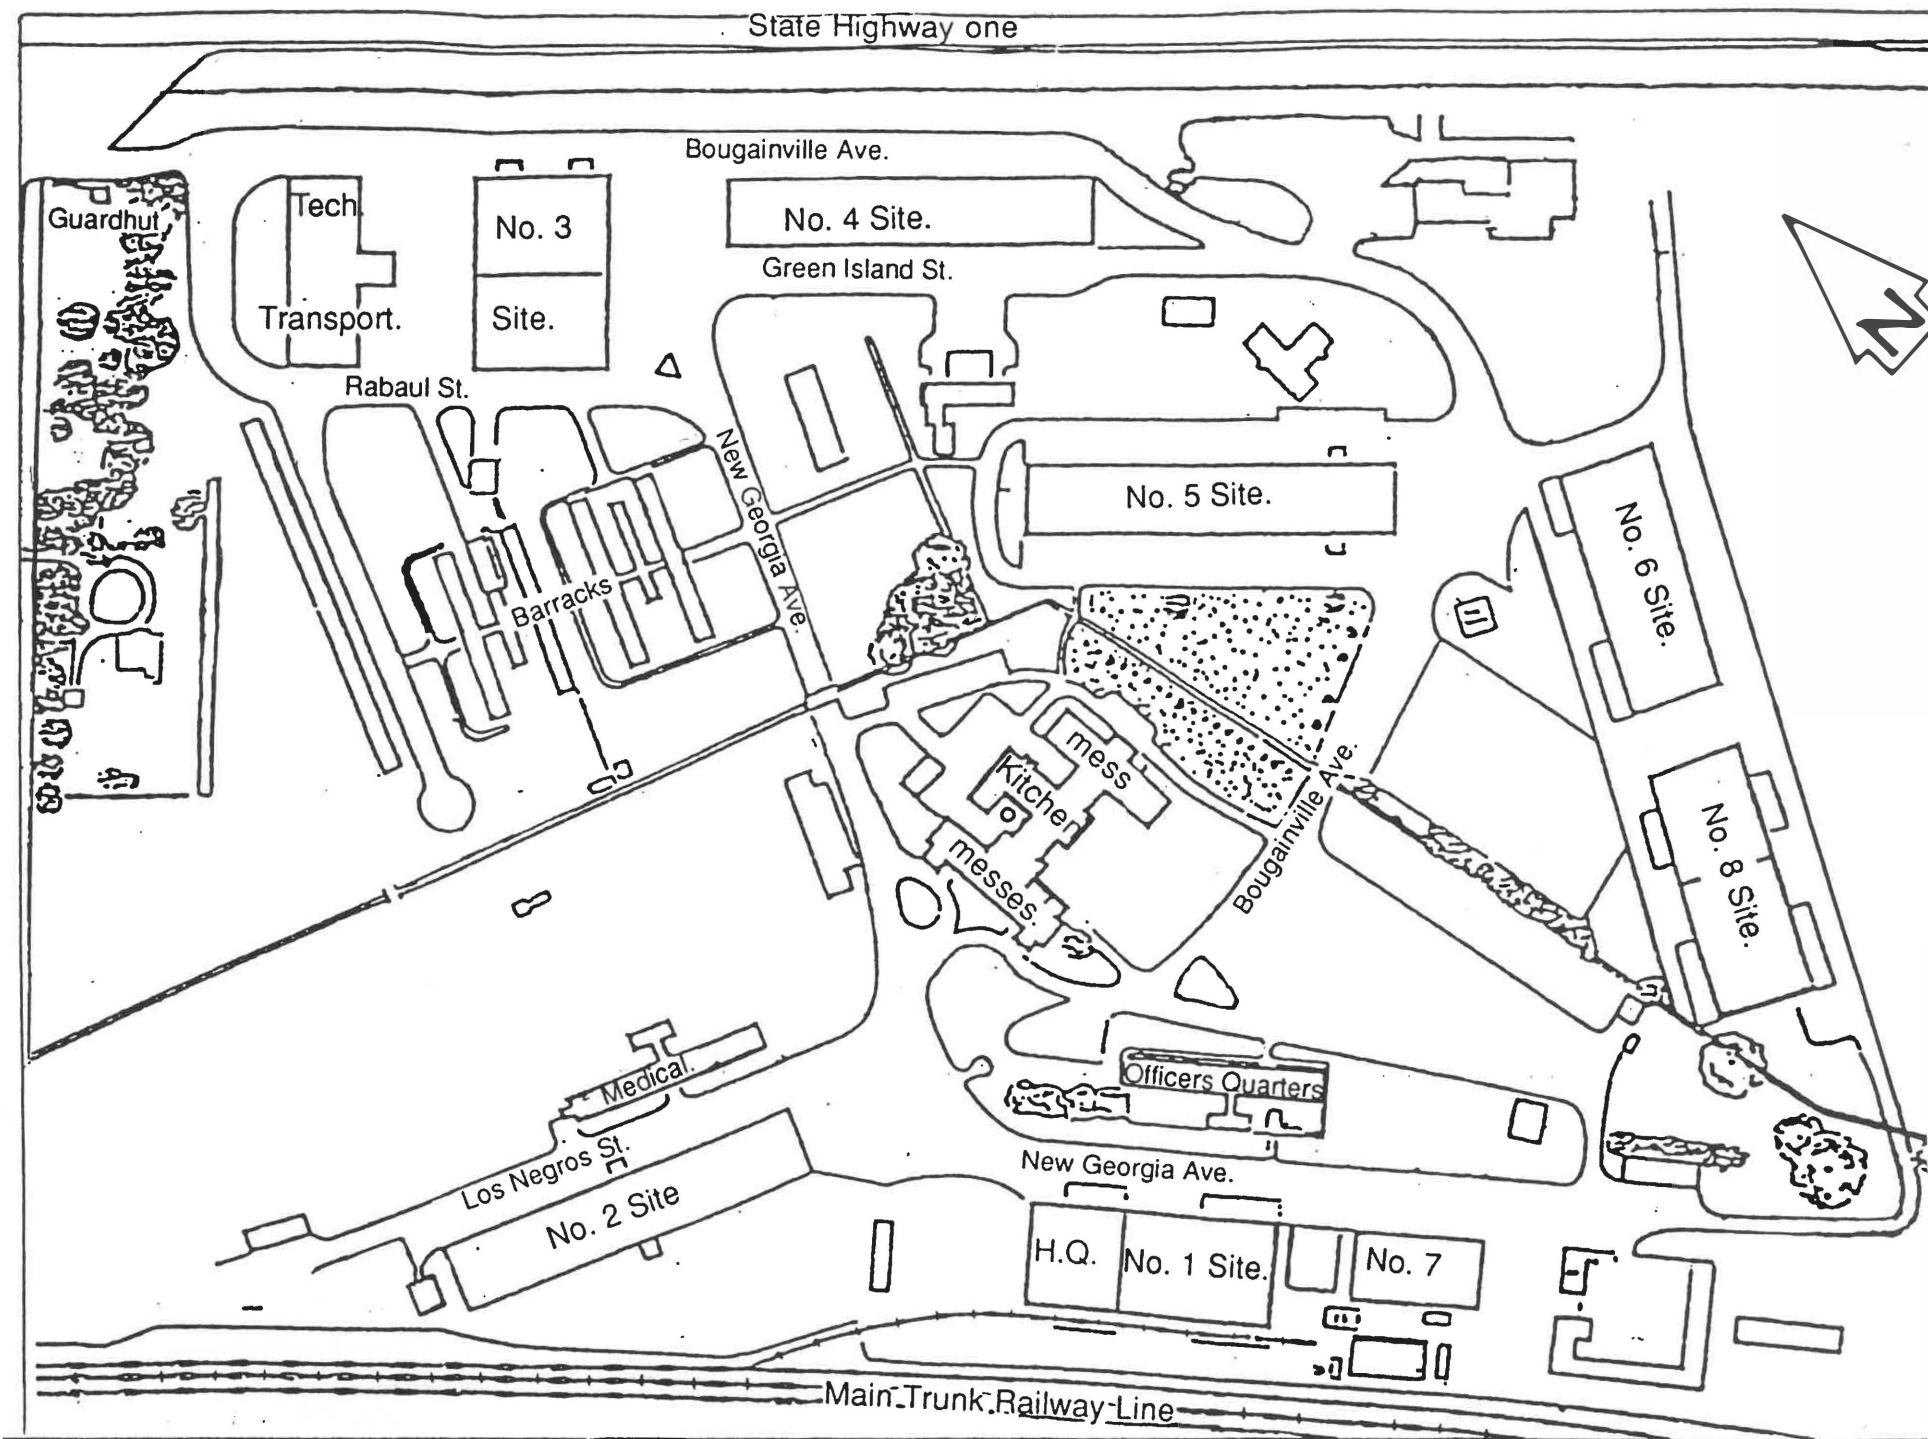 State Highway one
Bougainville Ave.
Guardhut
Tech.
Transport.
No. 3
Site.
No. 4 Site.
Green Island St.
N
Rabaul St.
New Georgia Ave.
No. 5 Site.
No. 6 Site.
Barracks
mess
Kitchen
messes.
Bougainville Ave.
No. 8 Site.
Medical.
Officers Quarters
Los Negros St.
New Georgia Ave.
No. 2 Site
H.Q.
No. 1 Site.
No. 7
Main Trunk Railway Line